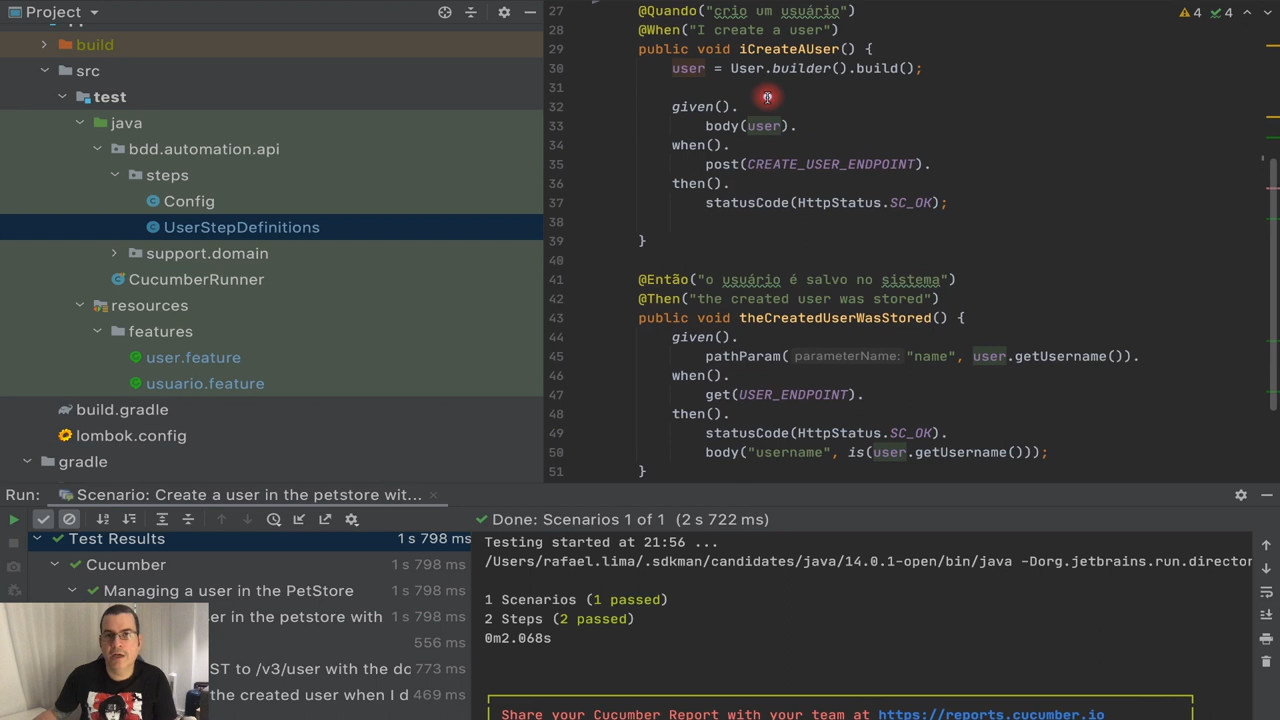 Project
build
src
test
java
bdd.automation.api
steps
Config
UserStepDefinitions
support.domain
CucumberRunner
resources
features
user.feature
usuario.feature
build.gradle
lombok.config
gradle
27 @Quando("crio um usuário")
28 @When("I create a user")
29 public void iCreateAUser() {
30 user = User.builder().build();
31
32 given().
33 body(user).
34 when().
35 post(CREATE_USER_ENDPOINT).
36 then().
37 statusCode(HttpStatus.SC_OK);
38
39 }
40
41 @Então("o usuário é salvo no sistema")
42 @Then("the created user was stored")
43 public void theCreatedUserWasStored() {
44 given().
45 pathParam( parameterName: "name", user.getUsername()).
46 when().
47 get(USER_ENDPOINT).
48 then().
49 statusCode(HttpStatus.SC_OK).
50 body("username", is(user.getUsername()));
51 }
4 4
Run: Scenario: Create a user in the petstore wit...
Test Results 1 s 798 ms
Cucumber 1 s 798 ms
Managing a user in the PetStore 1 s 798 ms
er in the petstore with 1 s 798 ms
556 ms
ST to /v3/user with the do 773 ms
the created user when I d 469 ms
Done: Scenarios 1 of 1 (2 s 722 ms)
Testing started at 21:56 ...
/Users/rafael.lima/.sdkman/candidates/java/14.0.1-open/bin/java -Dorg.jetbrains.run.director
1 Scenarios (1 passed)
2 Steps (2 passed)
0m2.068s
Share your Cucumber Report with your team at https://reports.cucumber.io